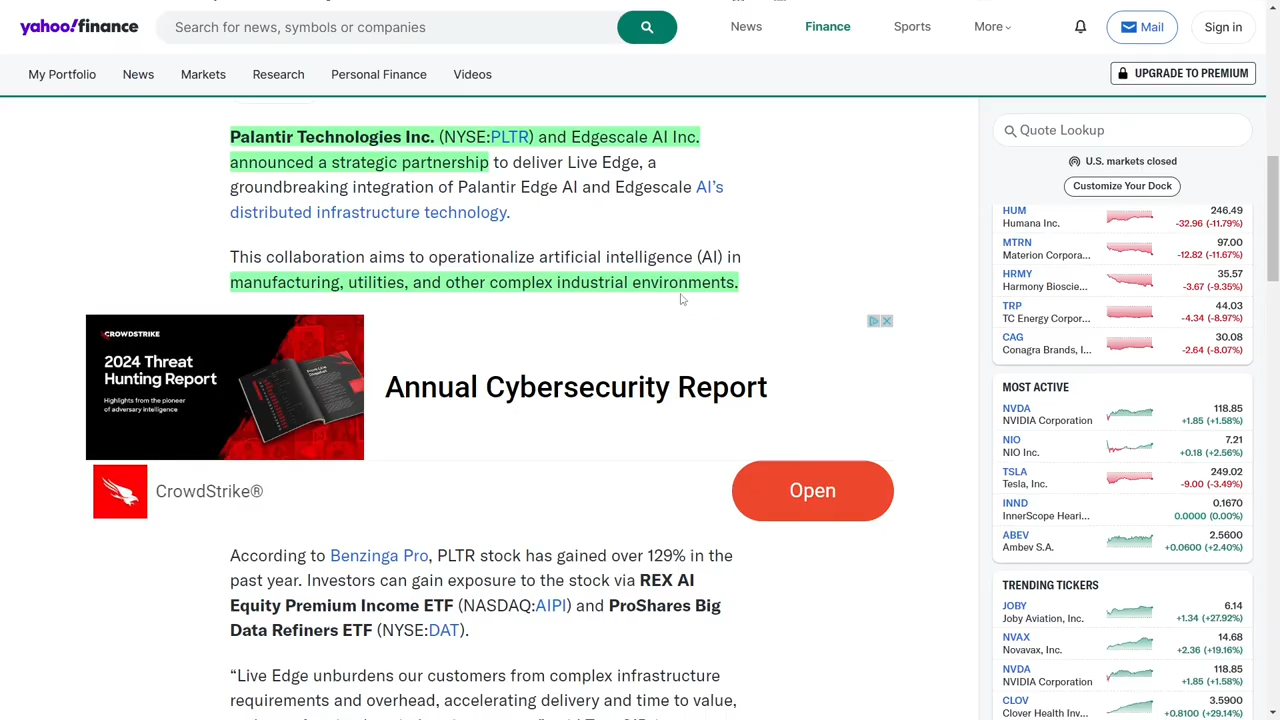 yahoo!finance
Search for news, symbols or companies
News
Finance
Sports
More
Mail
Sign in
My Portfolio
News
Markets
Research
Personal Finance
Videos
UPGRADE TO PREMIUM
Palantir Technologies Inc. (NYSE:PLTR) and Edgescale AI Inc.
announced a strategic partnership to deliver Live Edge, a
groundbreaking integration of Palantir Edge AI and Edgescale AI’s
distributed infrastructure technology.
This collaboration aims to operationalize artificial intelligence (AI) in
manufacturing, utilities, and other complex industrial environments.
CROWDSTRIKE
2024 Threat
Hunting Report
Highlights from the pioneer
of adversary intelligence
Annual Cybersecurity Report
CrowdStrike®
Open
According to Benzinga Pro, PLTR stock has gained over 129% in the
past year. Investors can gain exposure to the stock via REX AI
Equity Premium Income ETF (NASDAQ:AIPI) and ProShares Big
Data Refiners ETF (NYSE:DAT).
“Live Edge unburdens our customers from complex infrastructure
requirements and overhead, accelerating delivery and time to value,
Quote Lookup
U.S. markets closed
Customize Your Dock
HUM 246.49
Humana Inc. -32.96 (-11.79%)
MTRN 97.00
Materion Corpora... -12.82 (-11.67%)
HRMY 35.57
Harmony Bioscie... -3.67 (-9.35%)
TRP 44.03
TC Energy Corpor... -4.34 (-8.97%)
CAG 30.08
Conagra Brands, I... -2.64 (-8.07%)
MOST ACTIVE
NVDA 118.85
NVIDIA Corporation +1.85 (+1.58%)
NIO 7.21
NIO Inc. +0.18 (+2.56%)
TSLA 249.02
Tesla, Inc. -9.00 (-3.49%)
INND 0.1670
InnerScope Heari... 0.0000 (0.00%)
ABEV 2.5600
Ambev S.A. +0.0600 (+2.40%)
TRENDING TICKERS
JOBY 6.14
Joby Aviation, Inc. +1.34 (+27.92%)
NVAX 14.68
Novavax, Inc. +2.36 (+19.16%)
NVDA 118.85
NVIDIA Corporation +1.85 (+1.58%)
CLOV 3.5900
Clover Health Inv... +0.8100 (+29.14%)